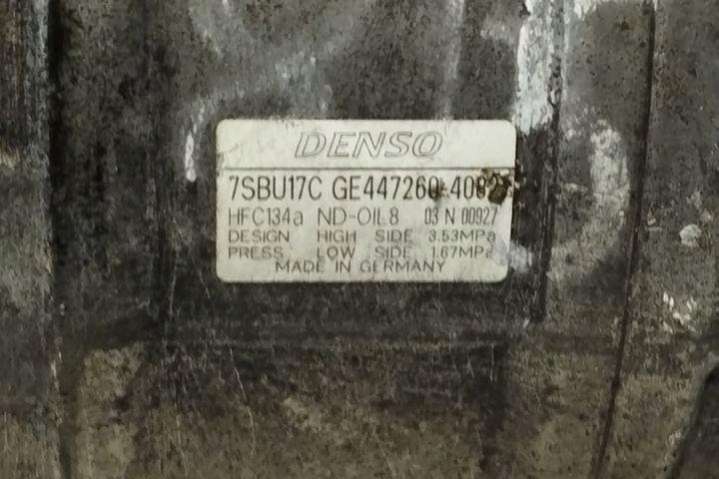 DENSO
7SBU17C GE447260-4082
HFC134a ND-OIL8 03 N 00927
DESIGN HIGH SIDE 3.53MPa
PRESS LOW SIDE 1.67MPa
MADE IN GERMANY